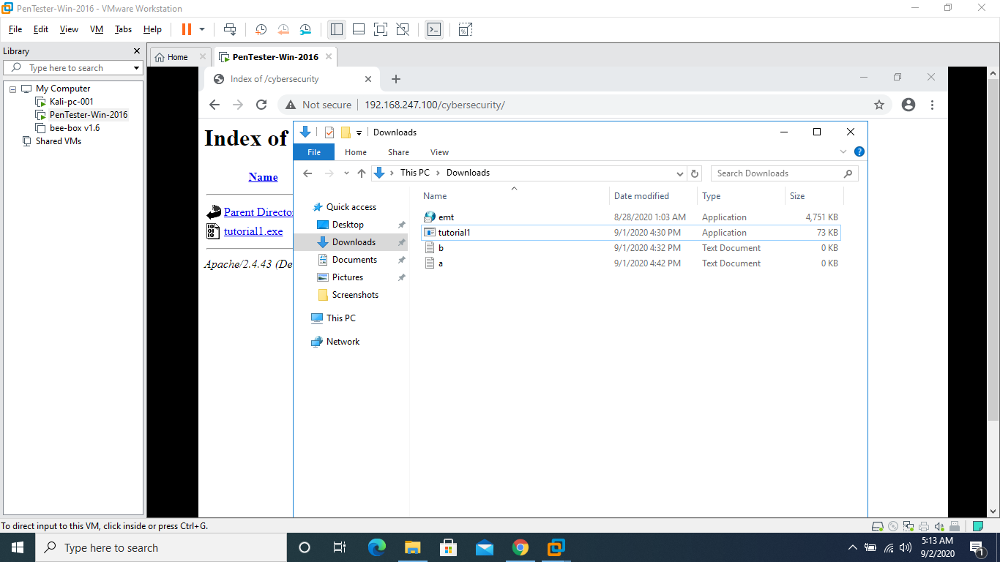 PenTester-Win-2016 - VMware Workstation
File Edit View VM Tabs Help
Library
Type here to search
My Computer
Kali-pc-001
PenTester-Win-2016
bee-box v1.6
Shared VMs
Home
PenTester-Win-2016
Index of /cybersecurity
Not secure 192.168.247.100/cybersecurity/
Index of
Name
Parent Directo
tutorial1.exe
Apache/2.4.43 (De
Downloads
File Home Share View
This PC Downloads
Search Downloads
Quick access
Desktop
Downloads
Documents
Pictures
Screenshots
This PC
Network
Name Date modified Type Size
emt 8/28/2020 1:03 AM Application 4,751 KB
tutorial1 9/1/2020 4:30 PM Application 73 KB
b 9/1/2020 4:32 PM Text Document 0 KB
a 9/1/2020 4:42 PM Text Document 0 KB
To direct input to this VM, click inside or press Ctrl+G.
Type here to search
5:13 AM
9/2/2020
1